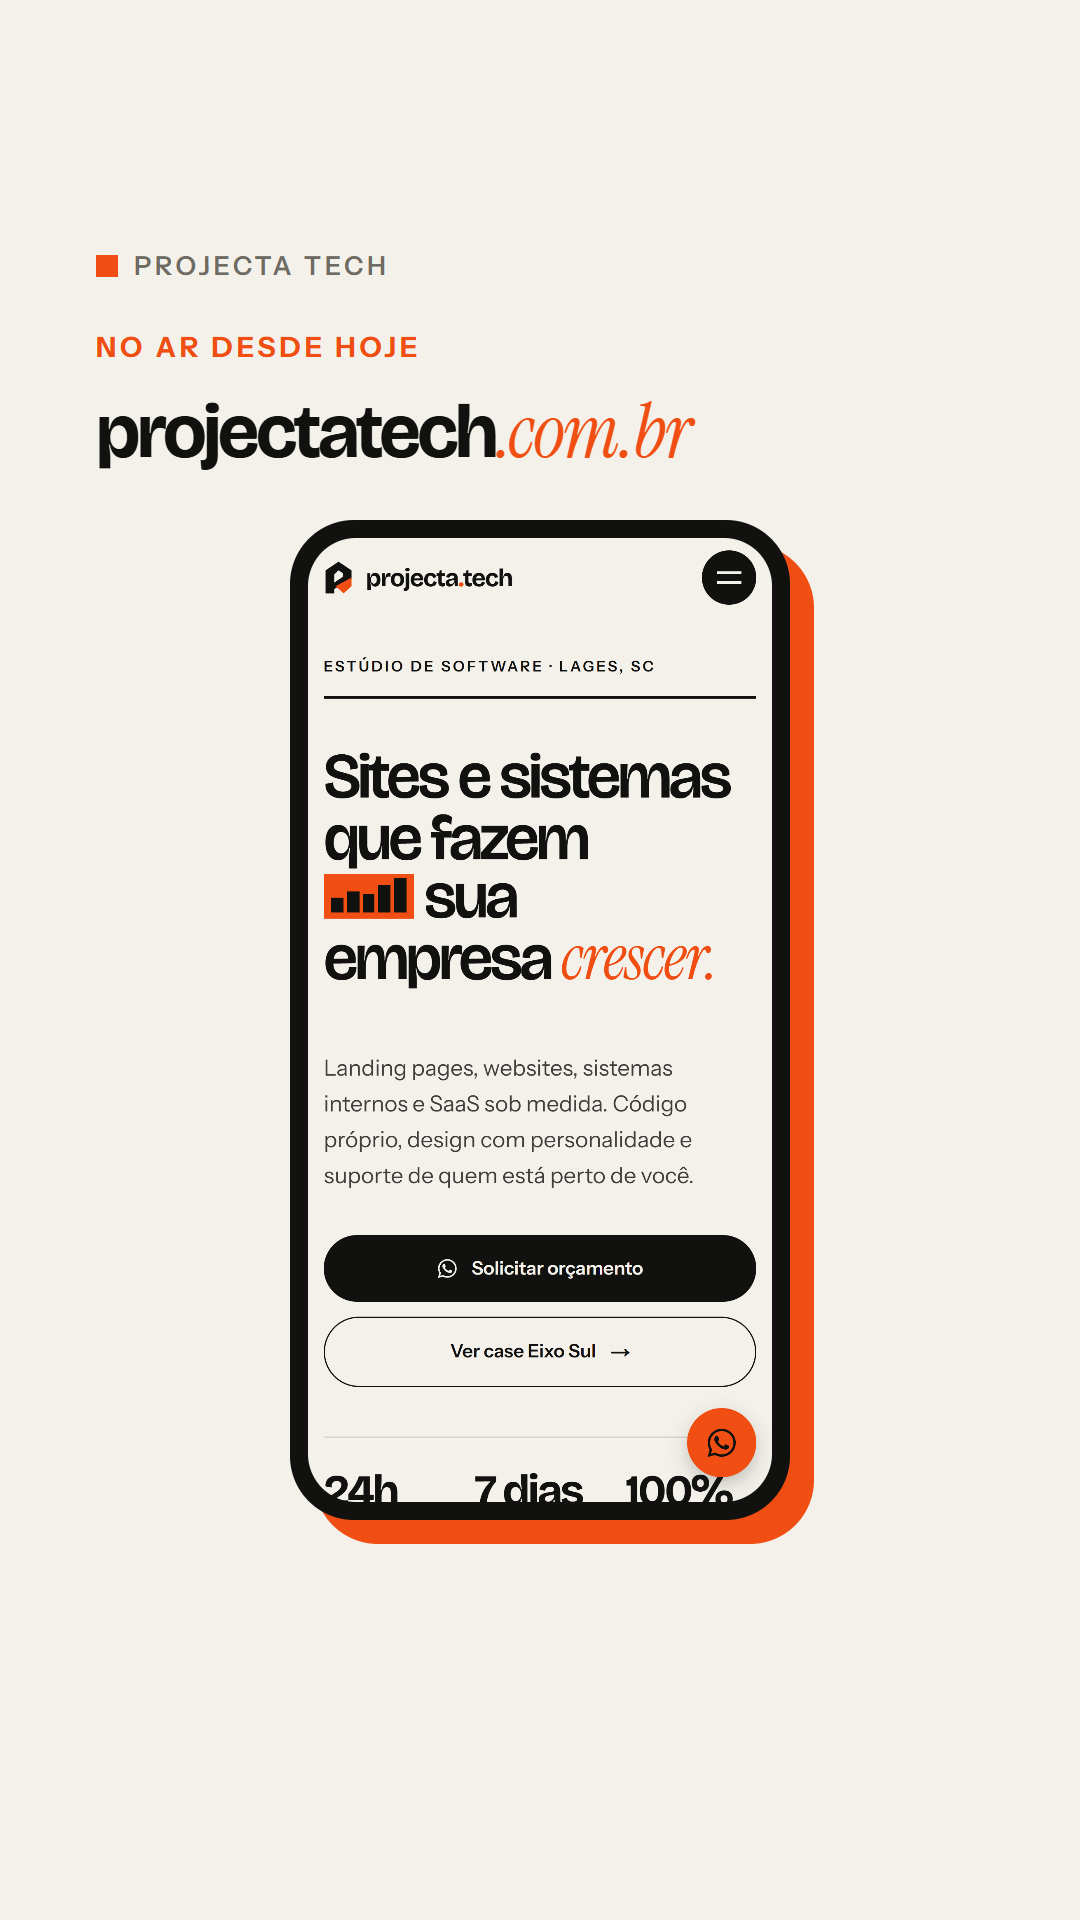 PROJECTA TECH
NO AR DESDE HOJE
projectatech.com.br
projecta.tech
ESTÚDIO DE SOFTWARE · LAGES, SC
Sites e sistemas
que fazem
sua
empresa crescer.
Landing pages, websites, sistemas
internos e SaaS sob medida. Código
próprio, design com personalidade e
suporte de quem está perto de você.
Solicitar orçamento
Ver case Eixo Sul →
24h 7 dias 100%